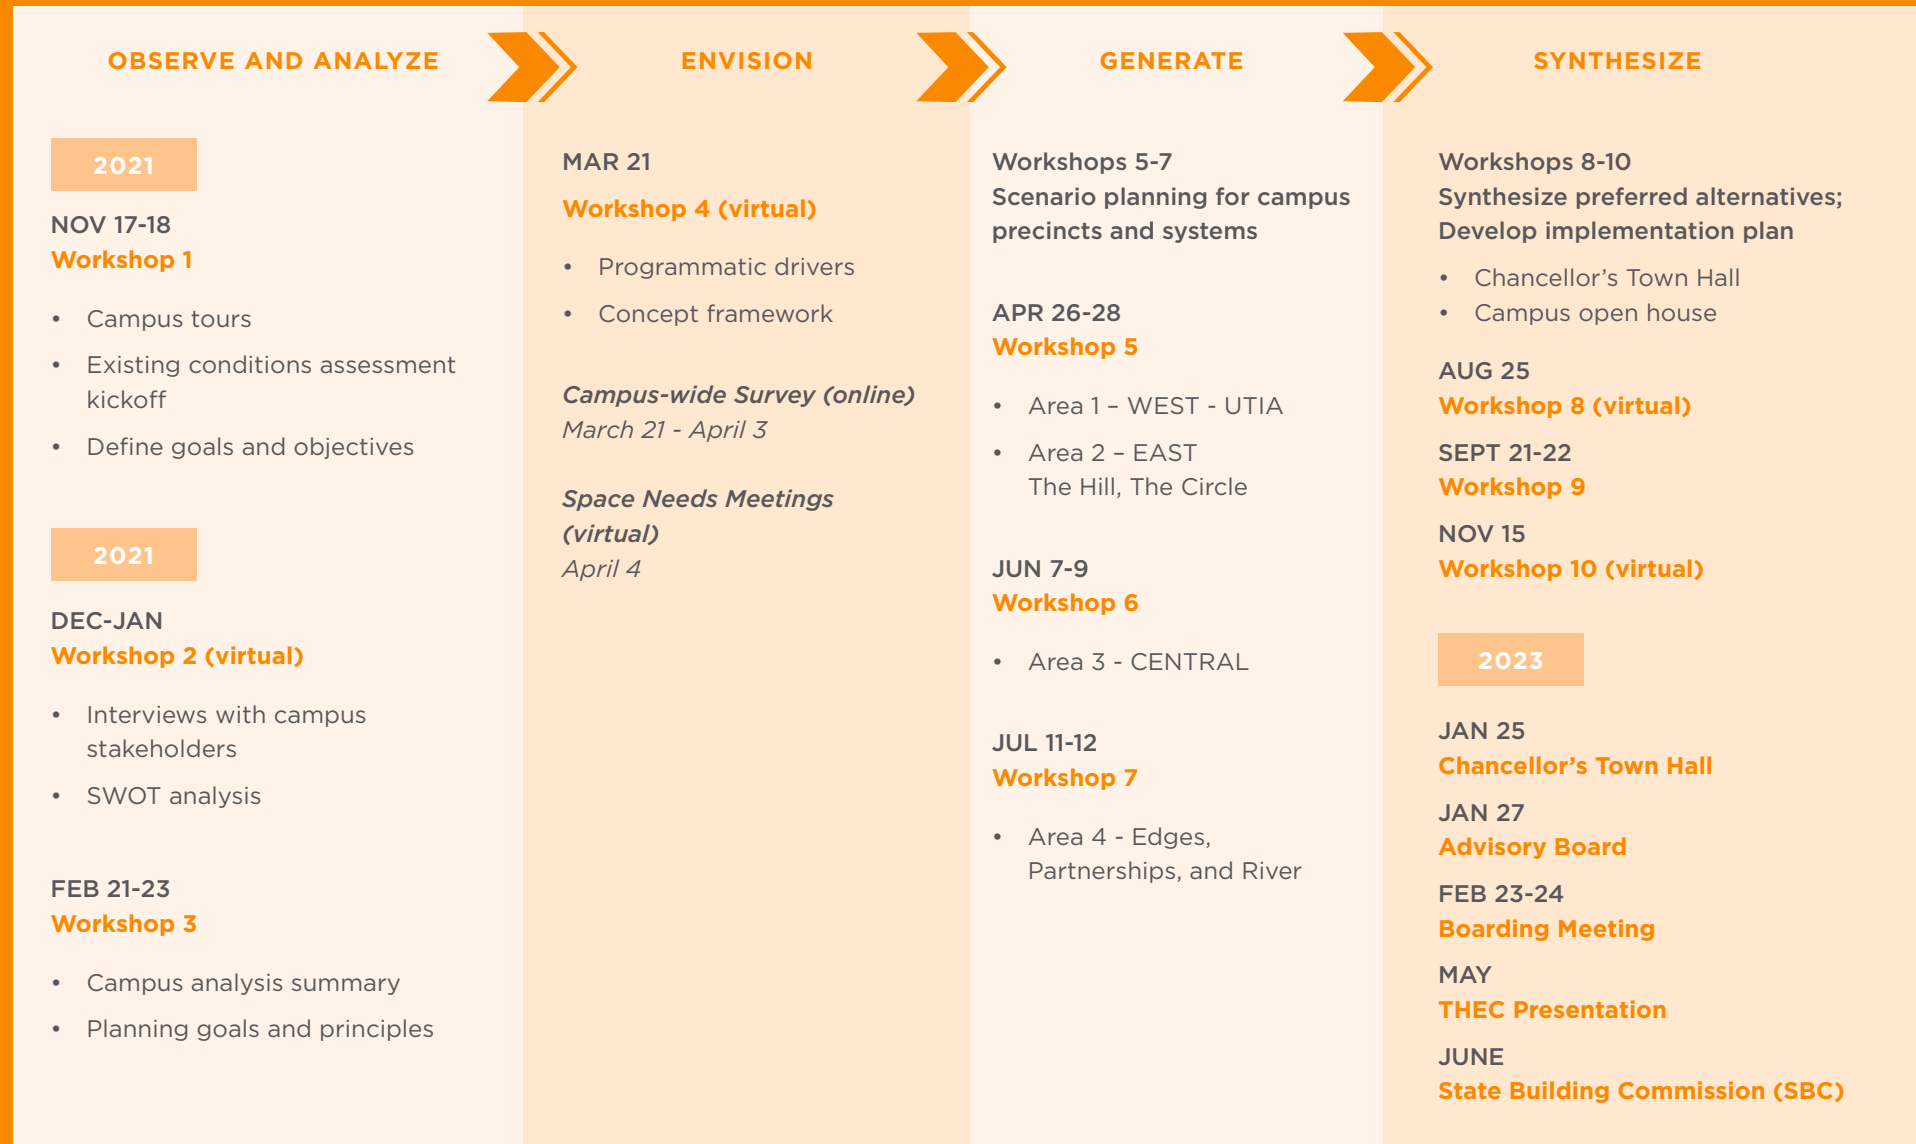 OBSERVE AND ANALYZE
2021
NOV 17-18
Workshop 1
• Campus tours
• Existing conditions assessment
kickoff
• Define goals and objectives
2021
DEC-JAN
Workshop 2 (virtual)
• Interviews with campus
stakeholders
• SWOT analysis
FEB 21-23
Workshop 3
• Campus analysis summary
• Planning goals and principles
ENVISION
MAR 21
Workshop 4 (virtual)
• Programmatic drivers
• Concept framework
Campus-wide Survey (online)
March 21 - April 3
Space Needs Meetings
(virtual)
April 4
GENERATE
Workshops 5-7
Scenario planning for campus
precincts and systems
APR 26-28
Workshop 5
• Area 1 – WEST - UTIA
• Area 2 – EAST
The Hill, The Circle
JUN 7-9
Workshop 6
• Area 3 - CENTRAL
JUL 11-12
Workshop 7
• Area 4 - Edges,
Partnerships, and River
SYNTHESIZE
Workshops 8-10
Synthesize preferred alternatives;
Develop implementation plan
• Chancellor’s Town Hall
• Campus open house
AUG 25
Workshop 8 (virtual)
SEPT 21-22
Workshop 9
NOV 15
Workshop 10 (virtual)
2023
JAN 25
Chancellor’s Town Hall
JAN 27
Advisory Board
FEB 23-24
Boarding Meeting
MAY
THEC Presentation
JUNE
State Building Commission (SBC)